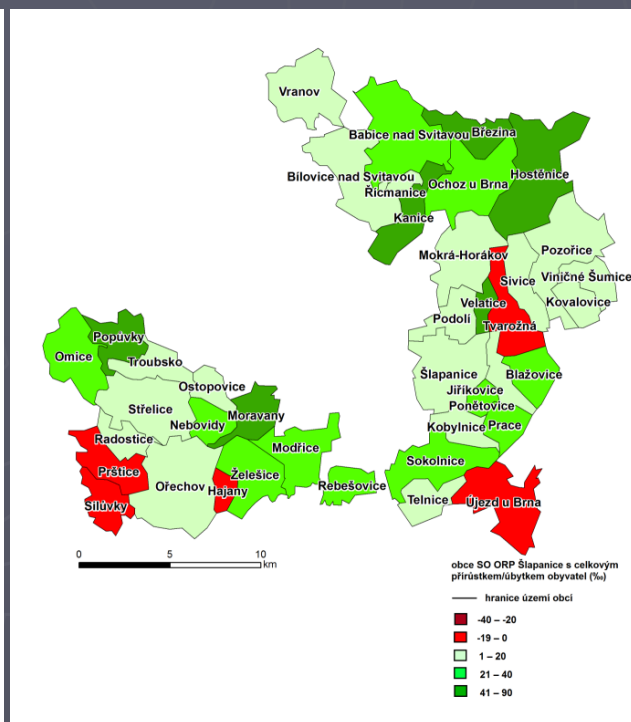 Vranov
Babice nad Svitavou
Březina
Bílovice nad Svitavou
Hostěnice
Ochoz u Brna
Řícmanice
Kanice
Mokrá-Horákov
Pozořice
Sivice
Viničné Šumice
Velatice
Kovalovice
Podolí
Tvarožná
Popůvky
Omice
Troubsko
Šlapanice
Blažovice
Ostopovice
Jiříkovice
Střelice
Moravany
Ponětovice
Nebovidy
Kobylnice
Prace
Radostice
Modřice
Sokolnice
Prštice
Želešice
Ořechov
Hajany
Rebešovice
Telnice
Újezd u Brna
Silůvky
0 5 10
km
obce SO ORP Šlapanice s celkovým
přírůstkem/úbytkem obyvatel (‰)
hranice území obcí
-40 – -20
-19 – 0
1 – 20
21 – 40
41 – 90